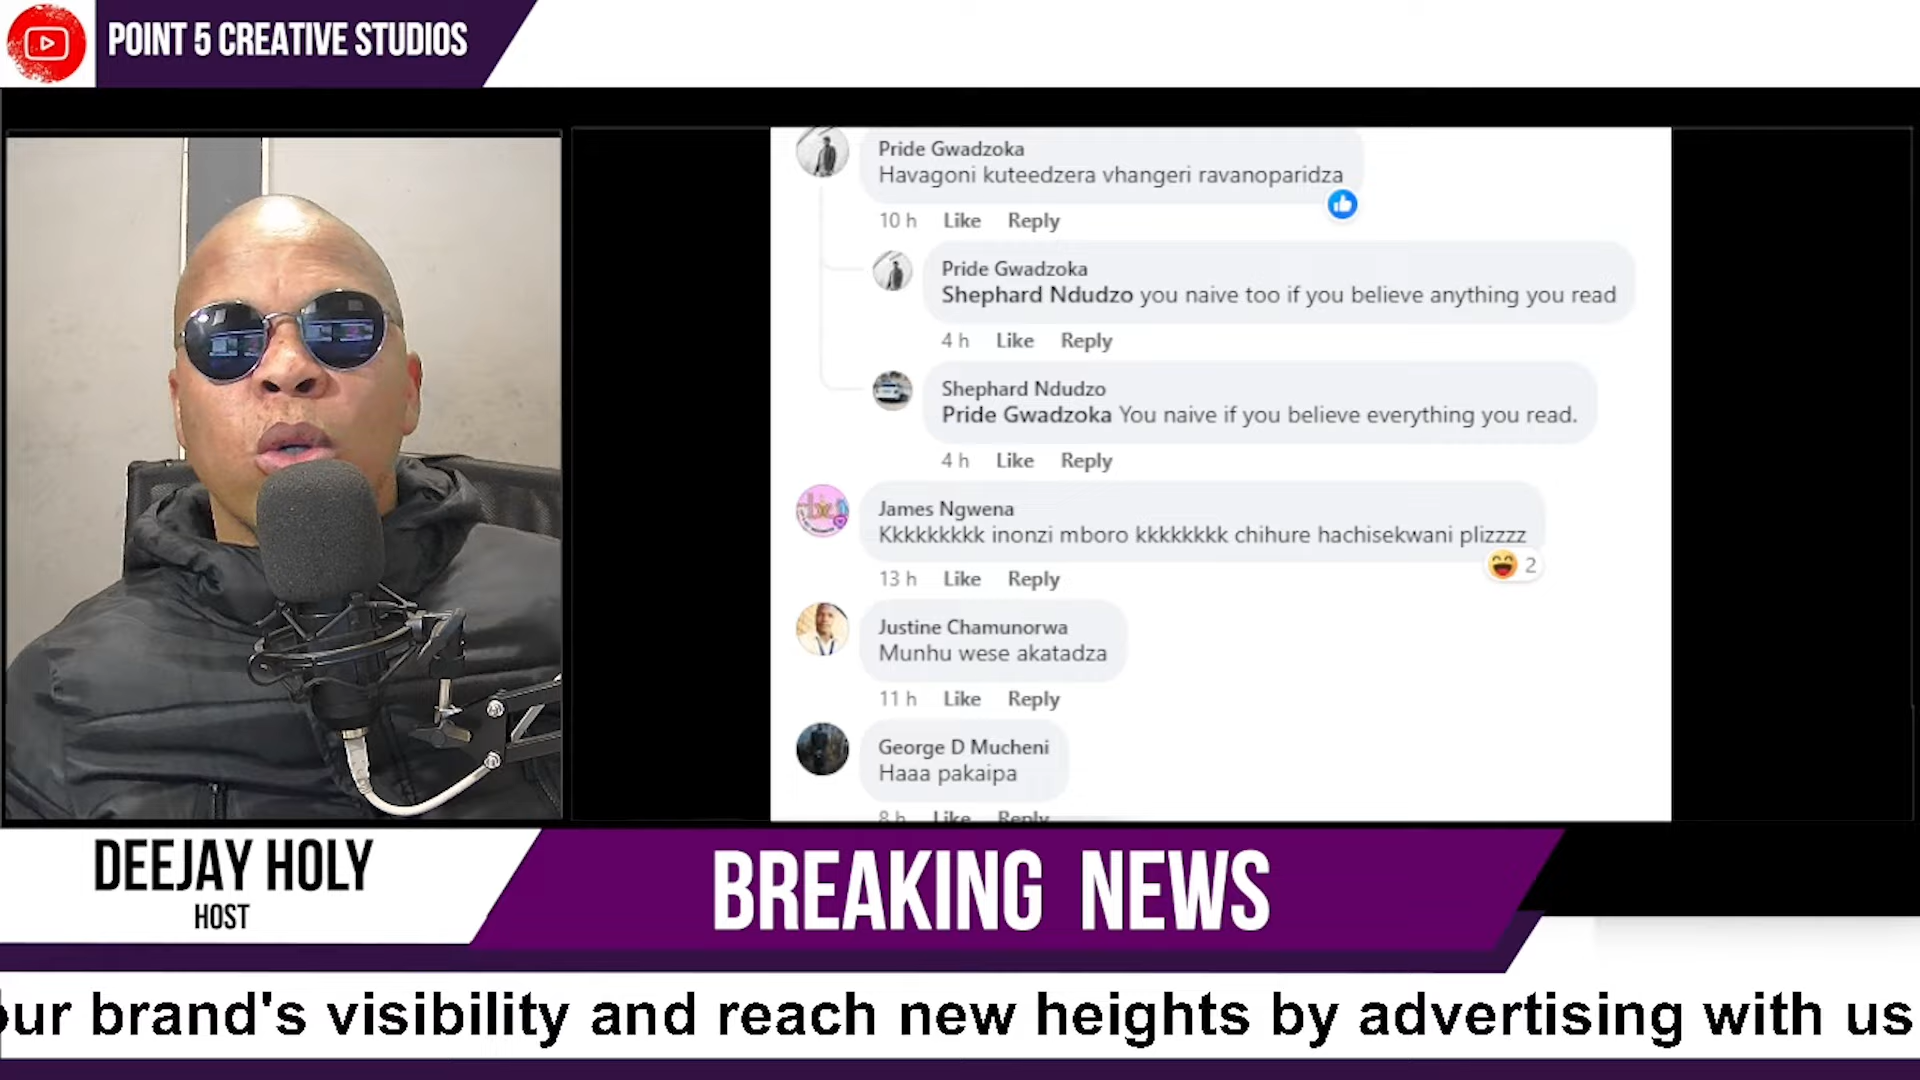 POINT 5 CREATIVE STUDIOS
Pride Gwadzoka
Havagoni kuteedzera vhangeri ravanoparidza
10 h Like Reply
Pride Gwadzoka
Shephard Ndudzo you naive too if you believe anything you read
4 h Like Reply
Shephard Ndudzo
Pride Gwadzoka You naive if you believe everything you read.
4 h Like Reply
James Ngwena
Kkkkkkkkk inonzi mboro kkkkkkkk chihure hachisekwani plizzzz
2
13 h Like Reply
Justine Chamunorwa
Munhu wese akatadza
11 h Like Reply
George D Mucheni
Haaa pakaipa
8 h Like Reply
DEEJAY HOLY
HOST
BREAKING NEWS
our brand's visibility and reach new heights by advertising with us